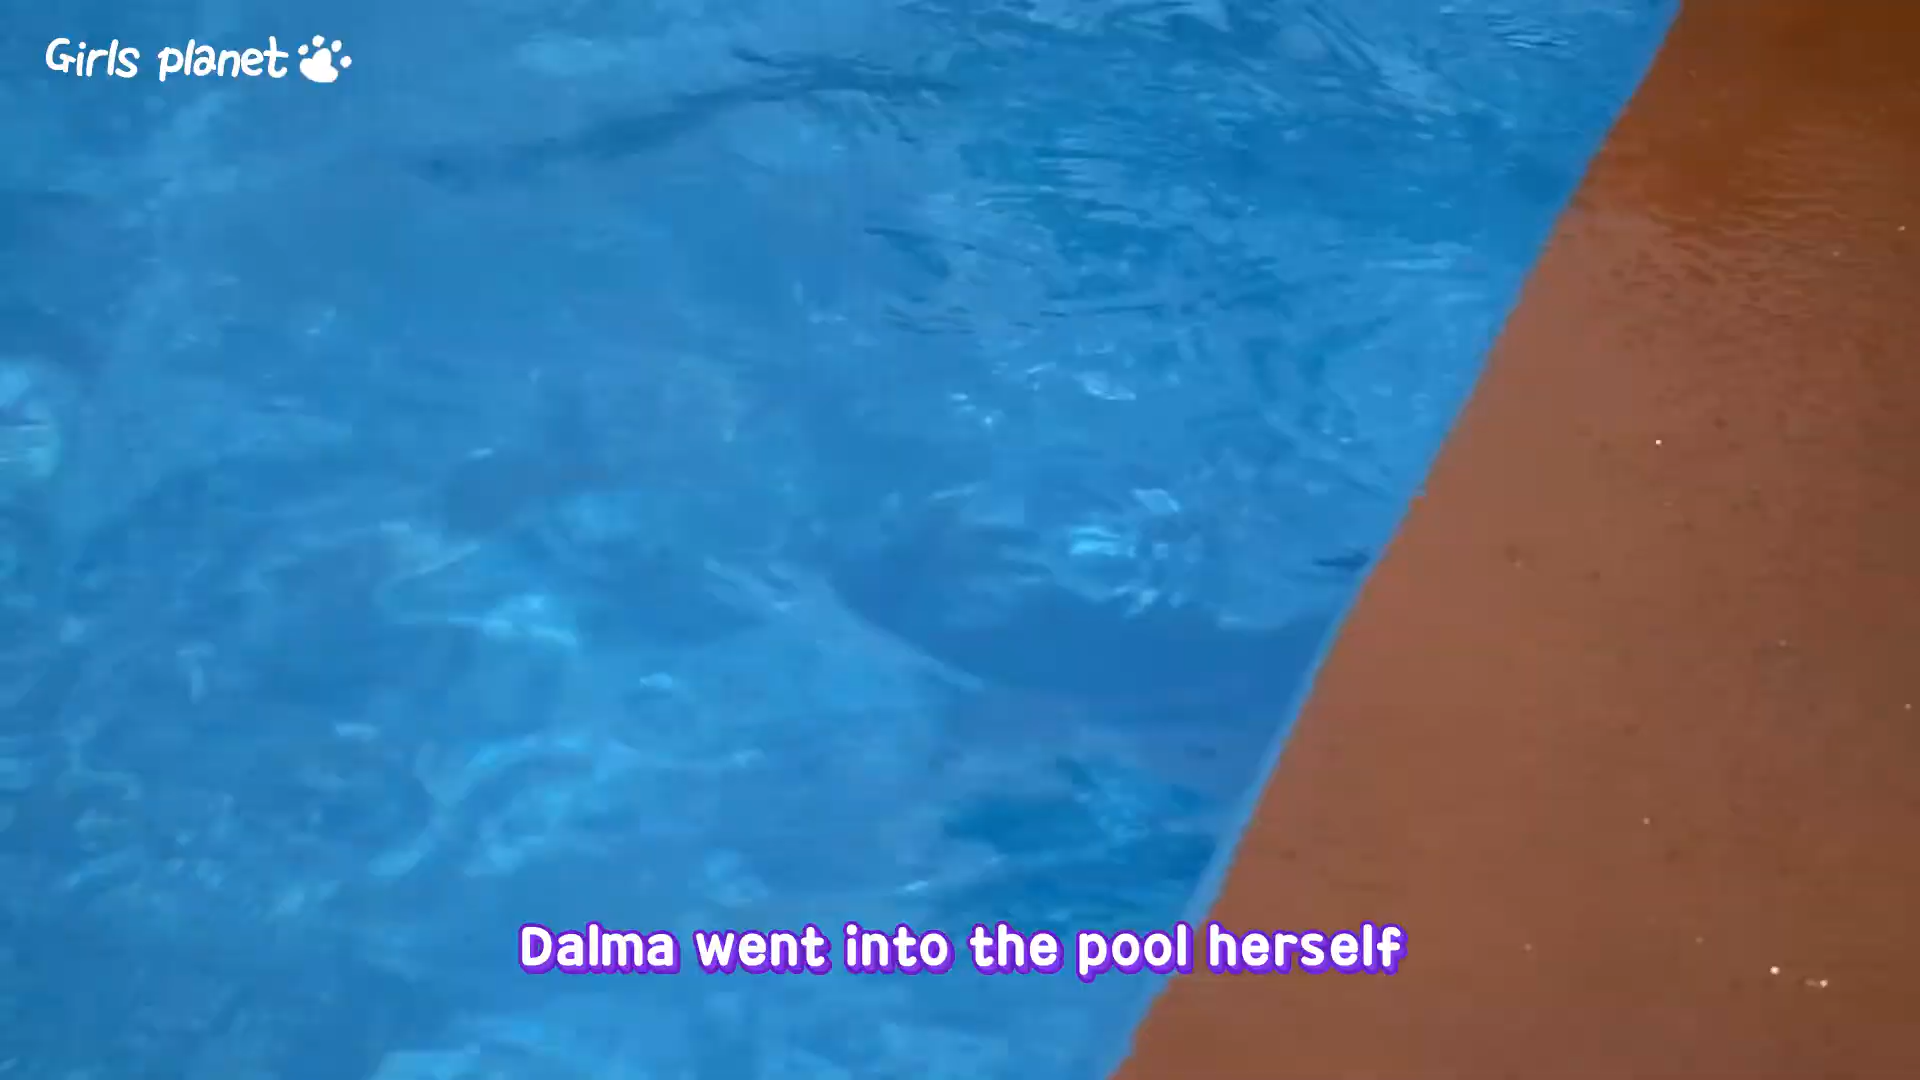 Girls planet
Dalma went into the pool herself